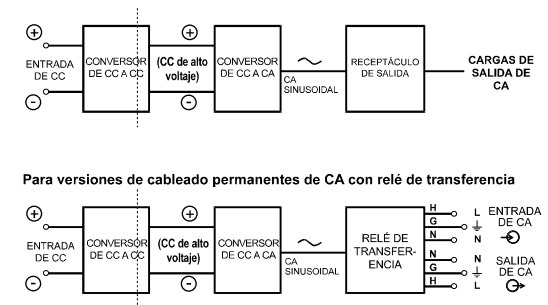 ENTRADA
DE CC
CONVERSOR
DE CC A CC
(CC de alto
voltaje)
CONVERSOR
DE CC A CA
CA
SINUSOIDAL
RECEPTÁCULO
DE SALIDA
CARGAS DE
SALIDA DE
CA
Para versiones de cableado permanentes de CA con relé de transferencia
ENTRADA
DE CC
CONVERSOR
DE CC A CC
(CC de alto
voltaje)
CONVERSOR
DE CC A CA
CA
SINUSOIDAL
RELÉ DE
TRANSFER-
ENCIA
H L
G
N N
ENTRADA
DE CA
N N
G
H L
SALIDA
DE CA